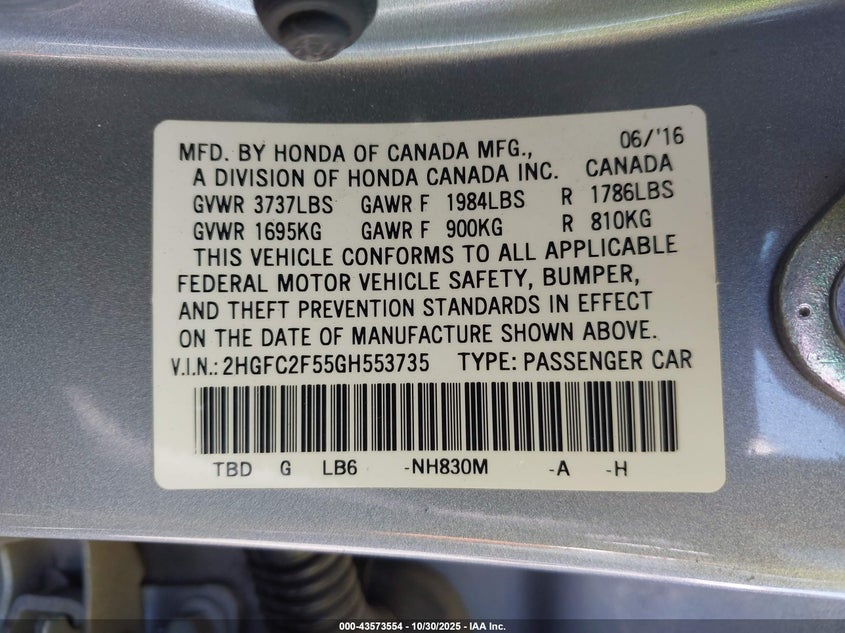 MFD. BY HONDA OF CANADA MFG., 06/'16
A DIVISION OF HONDA CANADA INC. CANADA
GVWR 3737LBS GAWR F 1984LBS R 1786LBS
GVWR 1695KG GAWR F 900KG R 810KG
THIS VEHICLE CONFORMS TO ALL APPLICABLE
FEDERAL MOTOR VEHICLE SAFETY, BUMPER,
AND THEFT PREVENTION STANDARDS IN EFFECT
ON THE DATE OF MANUFACTURE SHOWN ABOVE.
V.I.N.: 2HGFC2F55GH553735 TYPE: PASSENGER CAR
TBD G LB6 -NH830M -A -H
000-43573554 - 10/30/2025 - IAA Inc.